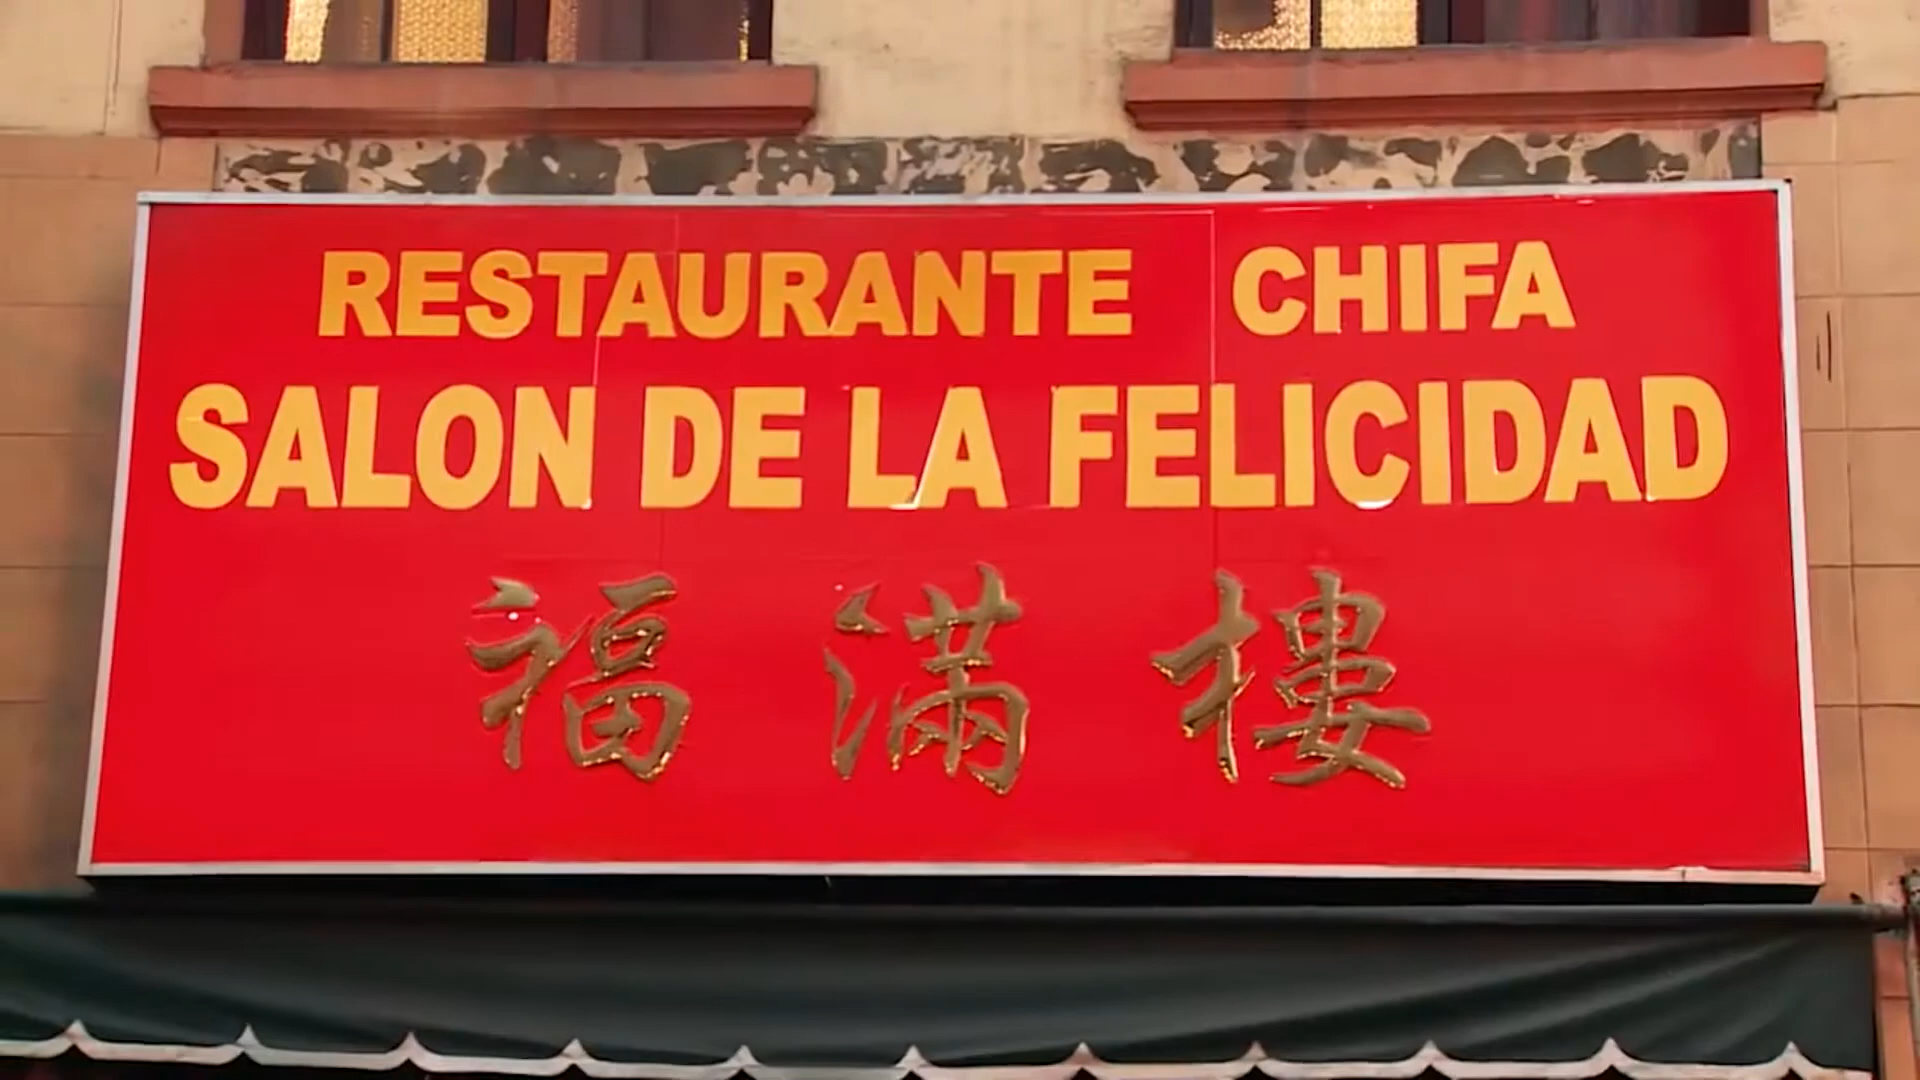 RESTAURANTE CHIFA
SALON DE LA FELICIDAD
福滿樓